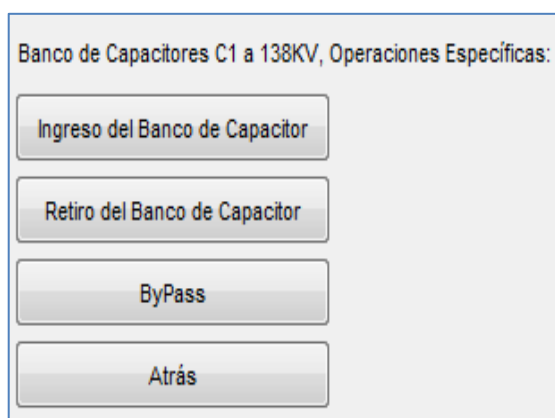 Banco de Capacitores C1 a 138KV, Operaciones Específicas:
Ingreso del Banco de Capacitor
Retiro del Banco de Capacitor
ByPass
Atrás